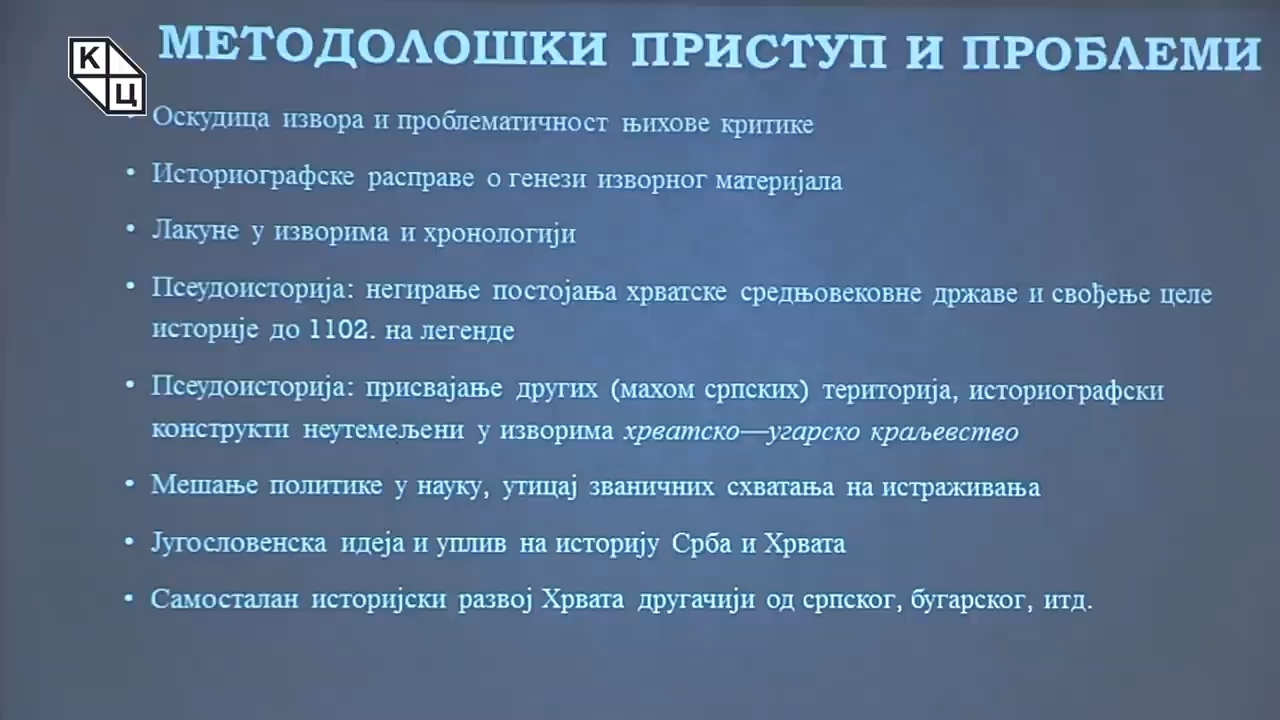 К
Ц
МЕТОДОЛОШКИ ПРИСТУП И ПРОБЛЕМИ
• Оскудица извора и проблематичност њихове критике
• Историографске расправе о генези изворног материјала
• Лакуне у изворима и хронологији
• Псеудоисторија: негирање постојања хрватске средњовековне државе и свођење целе
историје до 1102. на легенде
• Псеудоисторија: присвајање других (махом српских) територија, историографски
конструкти неутемељени у изворима хрватско—угарско краљевство
• Мешање политике у науку, утицај званичних схватања на истраживања
• Југословенска идеја и уплив на историју Срба и Хрвата
• Самосталан историјски развој Хрвата другачији од српског, бугарског, итд.